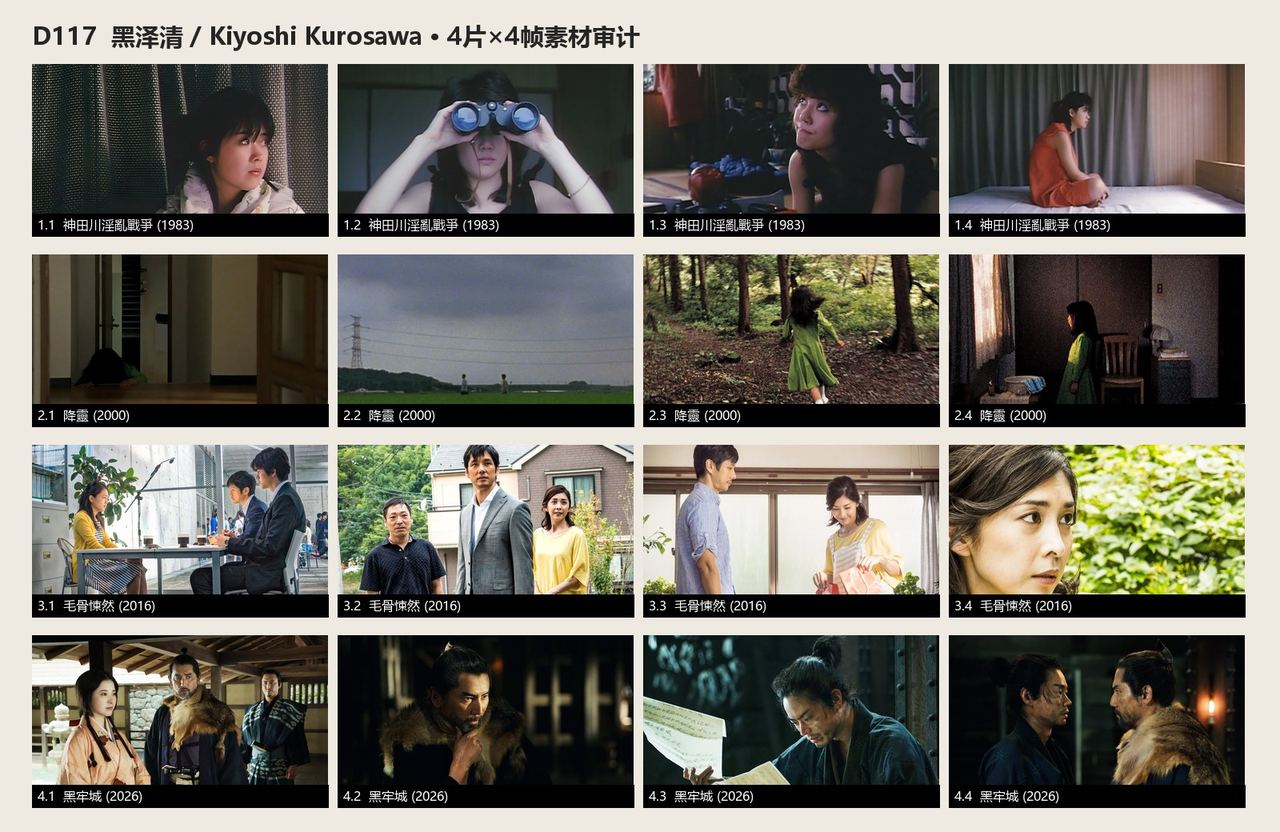 D117 黑泽清 / Kiyoshi Kurosawa • 4片×4帧素材审计
1.1 神田川淫亂戰爭 (1983)
1.2 神田川淫亂戰爭 (1983)
1.3 神田川淫亂戰爭 (1983)
1.4 神田川淫亂戰爭 (1983)
2.1 降靈 (2000)
2.2 降靈 (2000)
2.3 降靈 (2000)
2.4 降靈 (2000)
3.1 毛骨悚然 (2016)
3.2 毛骨悚然 (2016)
3.3 毛骨悚然 (2016)
3.4 毛骨悚然 (2016)
4.1 黑牢城 (2026)
4.2 黑牢城 (2026)
4.3 黑牢城 (2026)
4.4 黑牢城 (2026)